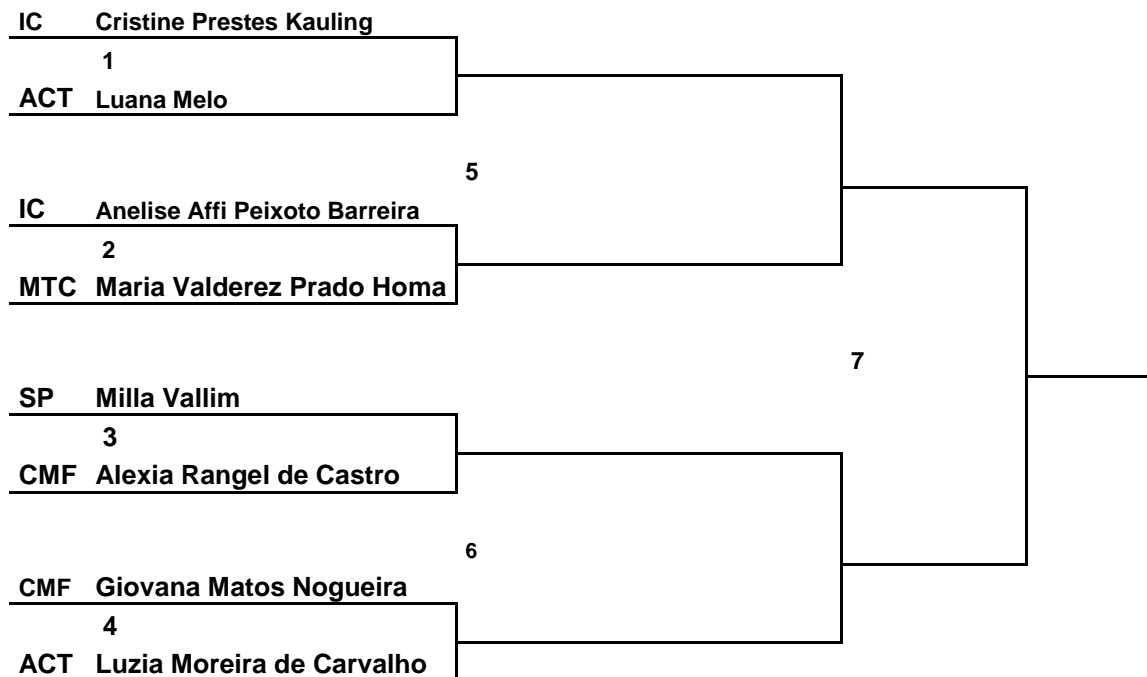 IC Cristine Prestes Kauling
1
ACT Luana Melo
5
IC Anelise Affi Peixoto Barreira
2
MTC Maria Valderez Prado Homa
7
SP Milla Vallim
3
CMF Alexia Rangel de Castro
6
CMF Giovana Matos Nogueira
4
ACT Luzia Moreira de Carvalho